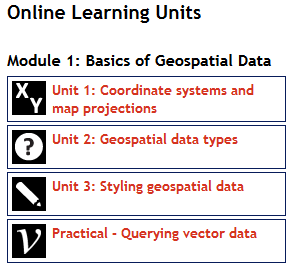 Online Learning Units
Module 1: Basics of Geospatial Data
X
Y
Unit 1: Coordinate systems and
map projections
?
Unit 2: Geospatial data types
Unit 3: Styling geospatial data
V
Practical - Querying vector data